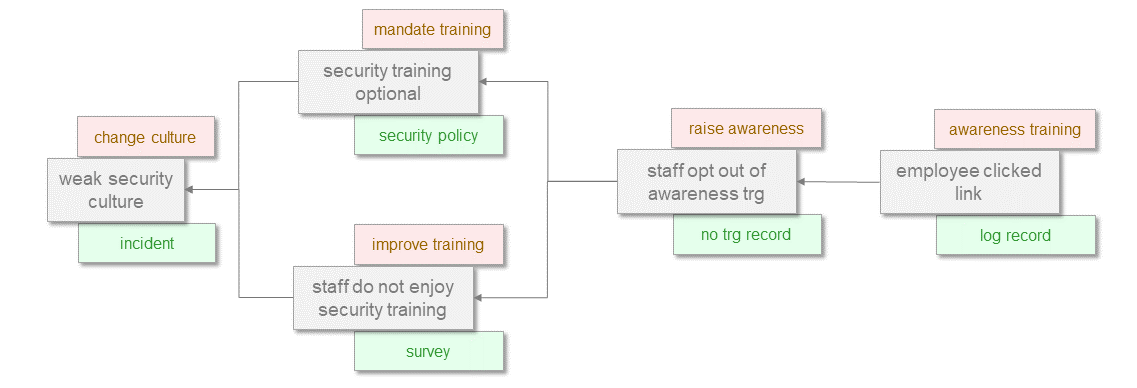 mandate training
security training
optional
security policy
change culture
weak security
culture
incident
improve training
staff do not enjoy
security training
survey
raise awareness
staff opt out of
awareness trg
no trg record
awareness training
employee clicked
link
log record